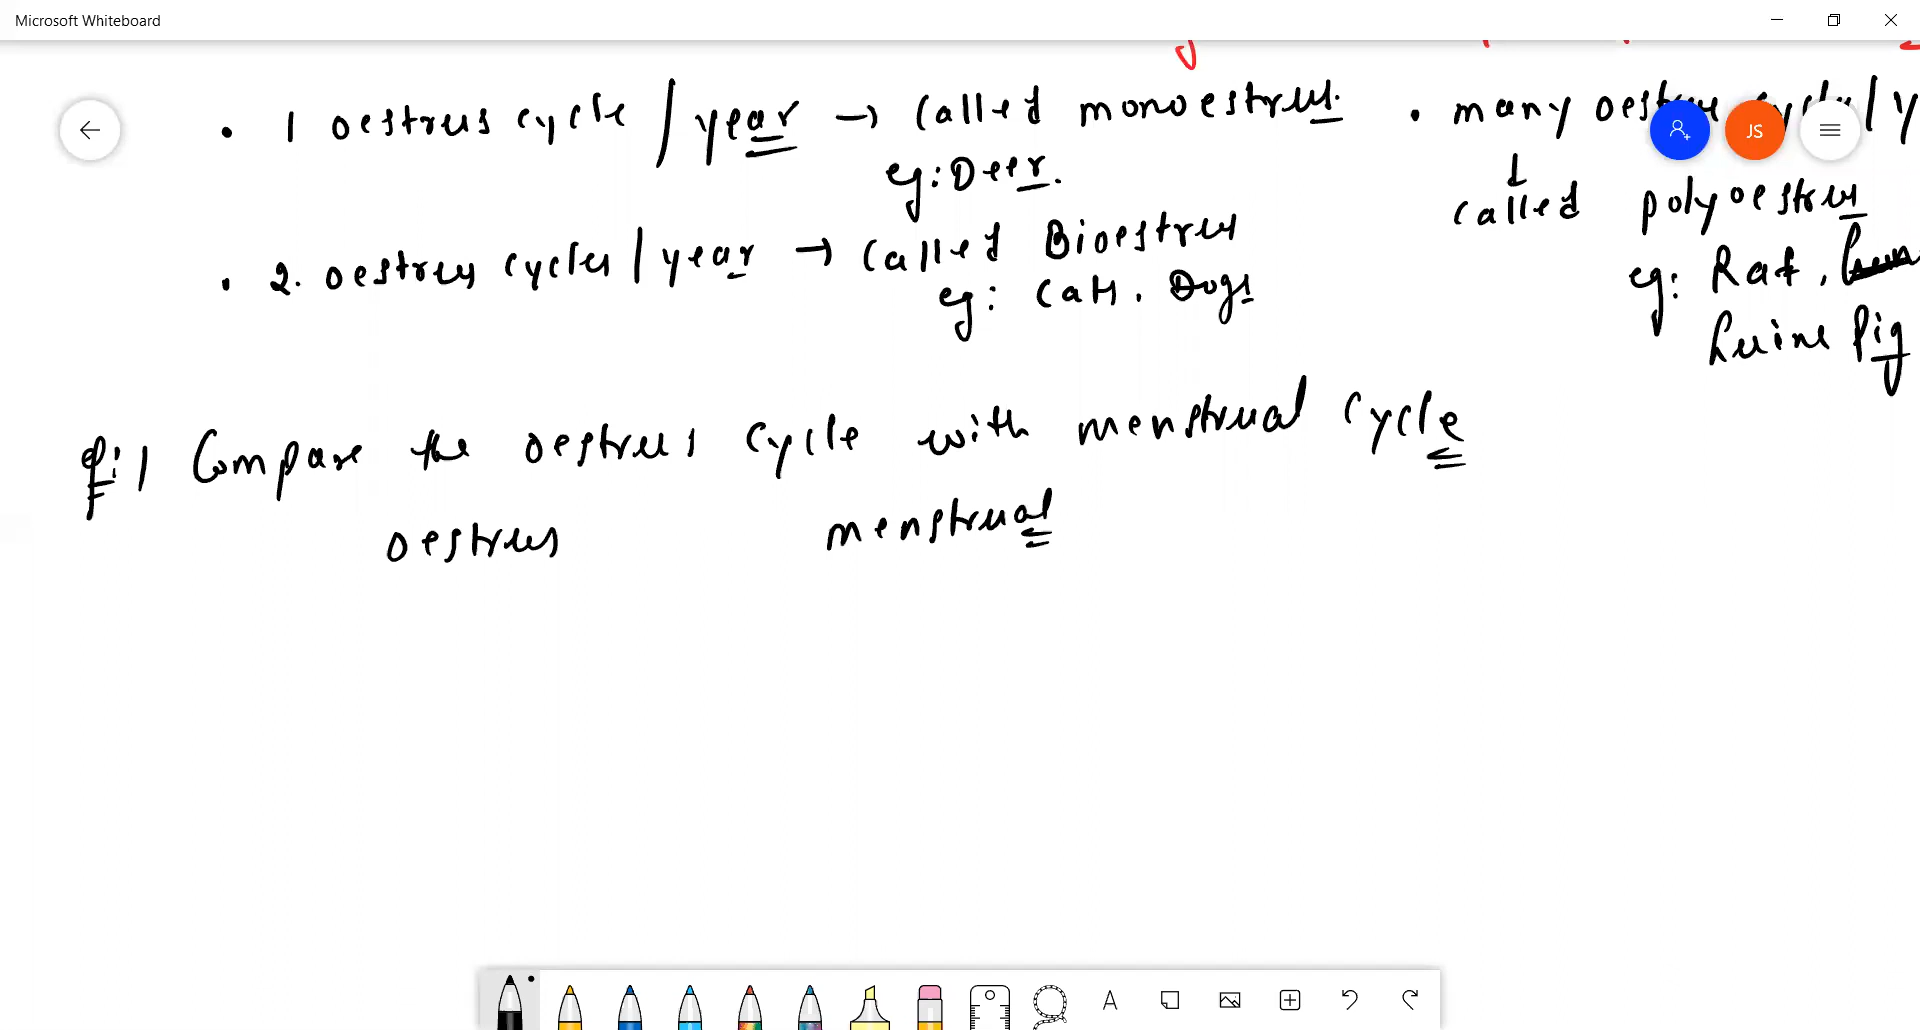 Microsoft Whiteboard
• 1 oestrus cycle / year → called monoestrus.
eg: Deer.
• 2. oestrus cycles / year → called Bioestrus
eg: Cats. Dogs
• many oestrus cycle / y
↓
called polyoestrus
eg: Rat,
Guine Pig
JS
Q:1 Compare the oestrus cycle with menstrual cycle
oestrus menstrual
A